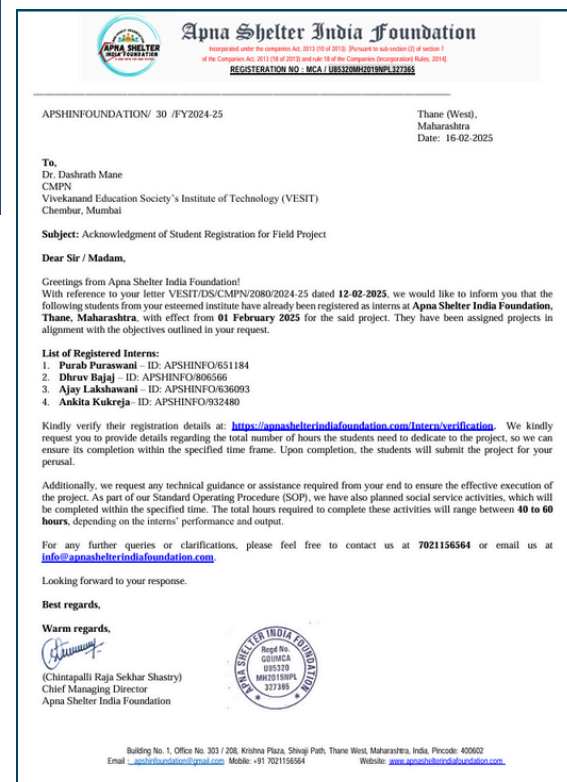 APNA SHELTER
INDIA FOUNDATION
Apna Shelter India Foundation
Incorporated under the companies Act, 2013 (18 of 2013). [Pursuant to sub-section (2) of section 7
of the Companies Act, 2013 (18 of 2013) and rule 18 of the Companies (Incorporation) Rules, 2014].
REGISTERATION NO : MCA / U85320MH2019NPL327365
APSHINFOUNDATION/ 30 /FY2024-25
Thane (West),
Maharashtra
Date: 16-02-2025
To,
Dr. Dashrath Mane
CMPN
Vivekanand Education Society's Institute of Technology (VESIT)
Chembur, Mumbai
Subject: Acknowledgment of Student Registration for Field Project
Dear Sir / Madam,
Greetings from Apna Shelter India Foundation!
With reference to your letter VESIT/DS/CMPN/2080/2024-25 dated 12-02-2025, we would like to inform you that the
following students from your esteemed institute have already been registered as interns at Apna Shelter India Foundation,
Thane, Maharashtra, with effect from 01 February 2025 for the said project. They have been assigned projects in
alignment with the objectives outlined in your request.
List of Registered Interns:
1. Purab Puraswani – ID: APSHINFO/651184
2. Dhruv Bajaj – ID: APSHINFO/806566
3. Ajay Lakshawani – ID: APSHINFO/636093
4. Ankita Kukreja– ID: APSHINFO/932480
Kindly verify their registration details at: https://apnashelterindiafoundation.com/Intern/verification. We kindly
request you to provide details regarding the total number of hours the students need to dedicate to the project, so we can
ensure its completion within the specified time frame. Upon completion, the students will submit the project for your
perusal.
Additionally, we request any technical guidance or assistance required from your end to ensure the effective execution of
the project. As part of our Standard Operating Procedure (SOP), we have also planned social service activities, which will
be completed within the specified time. The total hours required to complete these activities will range between 40 to 60
hours, depending on the interns' performance and output.
For any further queries or clarifications, please feel free to contact us at 7021156564 or email us at
info@apnashelterindiafoundation.com.
Looking forward to your response.
Best regards,
Warm regards,
(Chintapalli Raja Sekhar Shastry)
Chief Managing Director
Apna Shelter India Foundation
APNA SHELTER INDIA FOUNDATION
Regd No.
GOI/MCA
U85320
MH2019NPL
327365
Building No. 1, Office No. 303 / 208, Krishna Plaza, Shivaji Path, Thane West, Maharashtra, India, Pincode: 400602
Email : apshinfoundation@gmail.com Mobile: +91 7021156564 Website: www.apnashelterindiafoundation.com